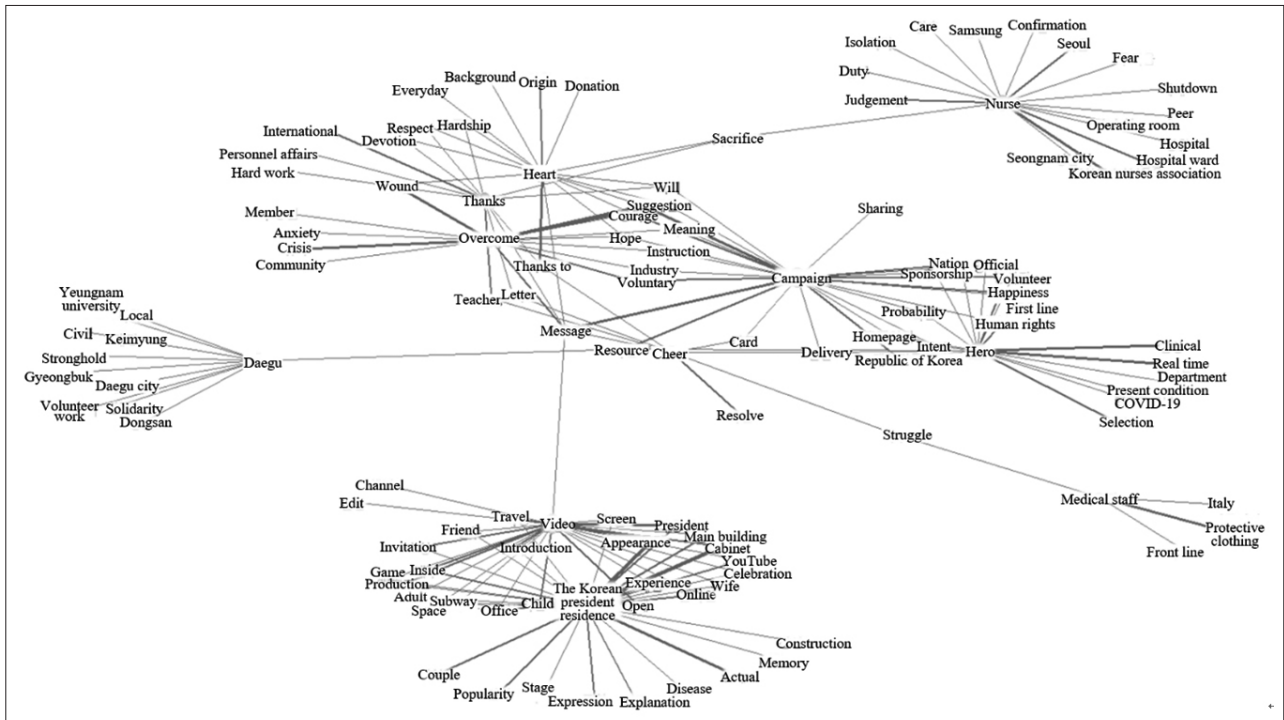 Care
Samsung
Confirmation
Isolation
Seoul
Fear
Duty
Shutdown
Judgement
Nurse
Peer
Operating room
Hospital
Seongnam city
Hospital ward
Korean nurses association
Background
Origin
Donation
Everyday
International
Respect
Hardship
Devotion
Personnel affairs
Hard work
Wound
Heart
Thanks
Sacrifice
Will
Suggestion
Courage
Meaning
Hope
Instruction
Industry
Voluntary
Member
Anxiety
Crisis
Community
Overcome
Thanks to
Teacher
Letter
Message
Resource
Cheer
Card
Resolve
Sharing
Campaign
Nation
Official
Sponsorship
Volunteer
Happiness
First line
Probability
Human rights
Homepage
Intent
Delivery
Republic of Korea
Hero
Clinical
Real time
Department
Present condition
COVID-19
Selection
Yeungnam
university
Local
Civil
Keimyung
Stronghold
Gyeongbuk
Daegu city
Volunteer
work
Solidarity
Dongsan
Daegu
Struggle
Medical staff
Italy
Protective
clothing
Front line
Channel
Edit
Travel
Video
Screen
President
Friend
Main building
Invitation
Introduction
Appearance
Cabinet
YouTube
Game
Inside
Celebration
Production
Experience
Wife
Adult
Subway
Online
Space
Office
Child
The Korean
president
residence
Open
Construction
Memory
Couple
Popularity
Stage
Expression
Explanation
Disease
Actual